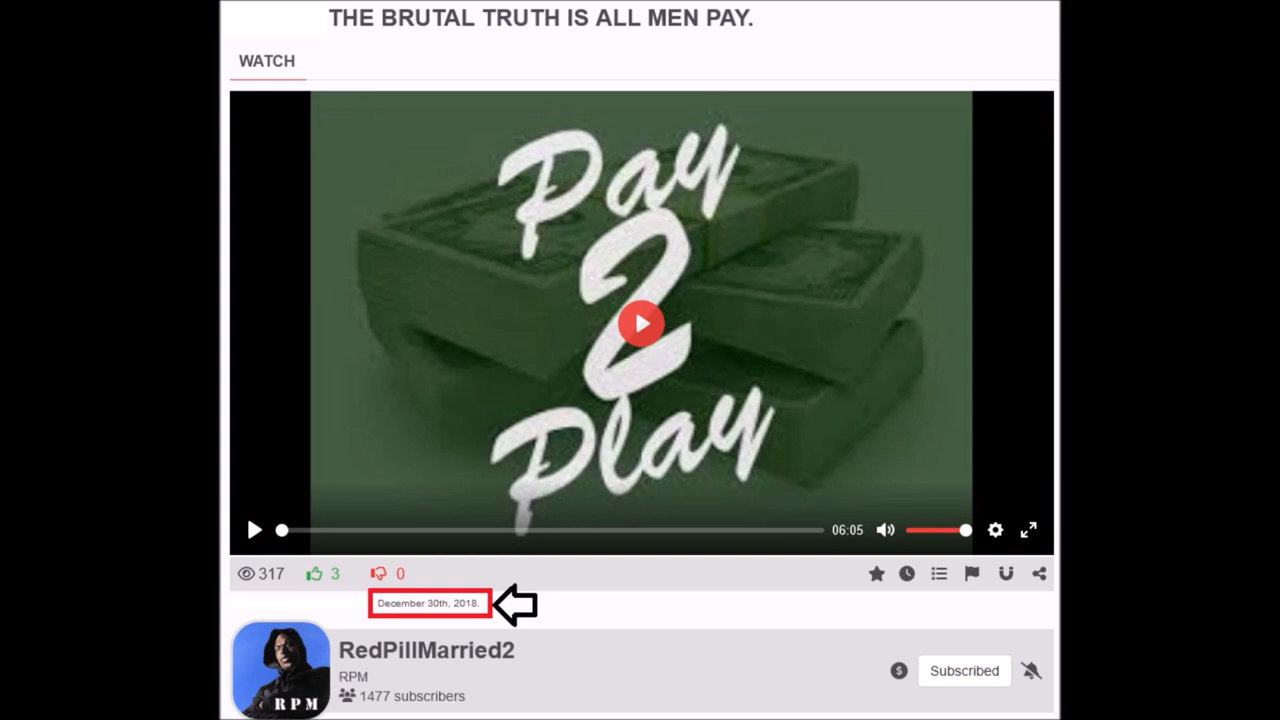 THE BRUTAL TRUTH IS ALL MEN PAY.
WATCH
Pay
2
Play
06:05
317 3 0
December 30th, 2018.
RedPillMarried2
RPM
1477 subscribers
$ Subscribed
RPM